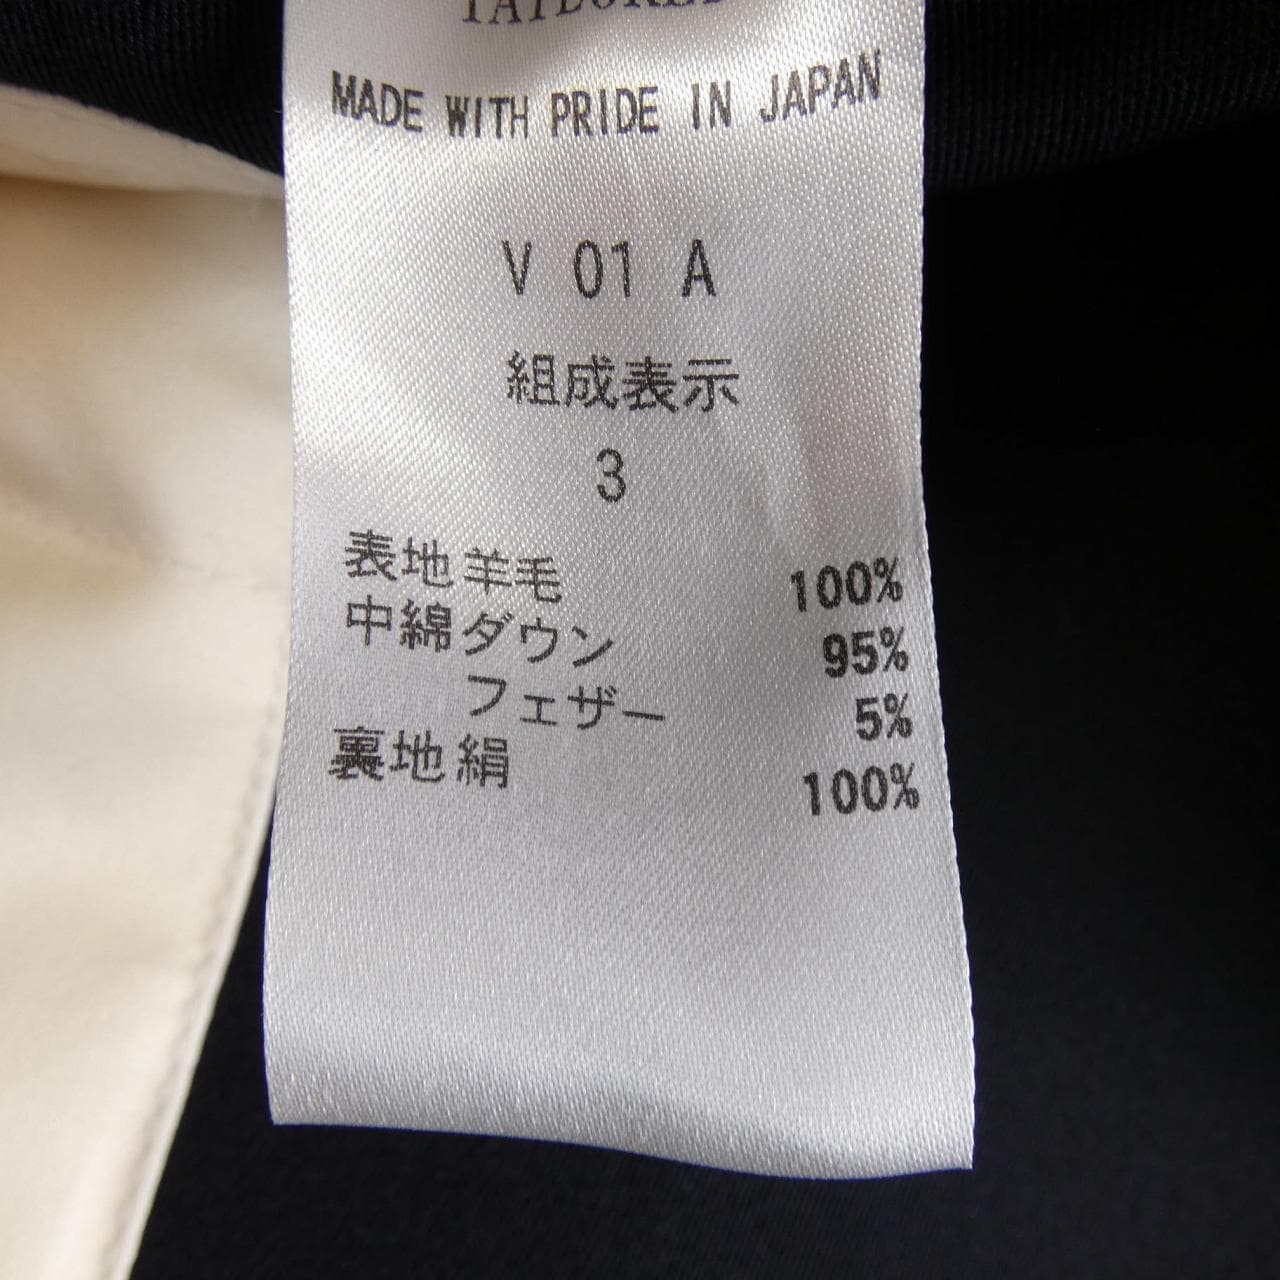 TAILORED
MADE WITH PRIDE IN JAPAN
V 01 A
組成表示
3
表地 羊毛 100%
中綿 ダウン 95%
フェザー 5%
裏地 絹 100%